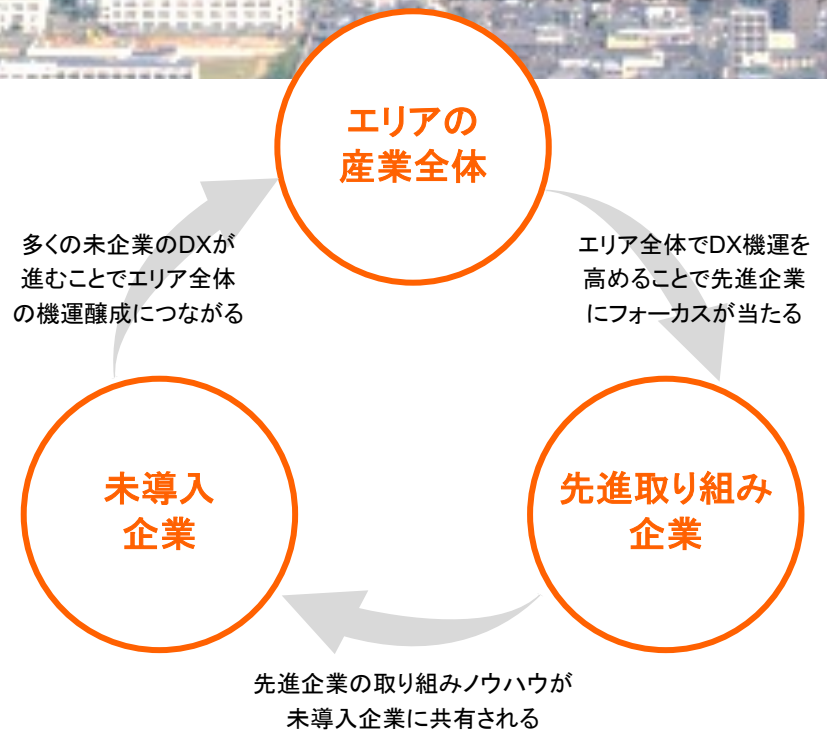 エリアの
産業全体
多くの未企業のDXが
進むことでエリア全体
の機運醸成につながる
エリア全体でDX機運を
高めることで先進企業
にフォーカスが当たる
未導入
企業
先進取り組み
企業
先進企業の取り組みノウハウが
未導入企業に共有される